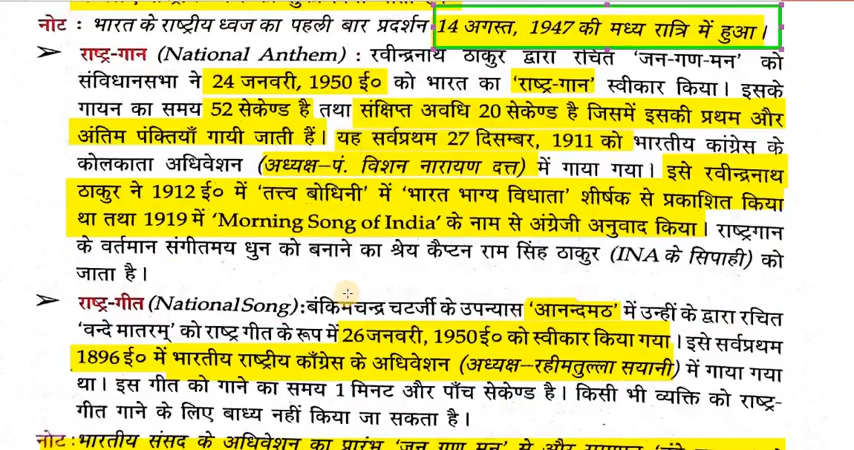 नोट : भारत के राष्ट्रीय ध्वज का पहली बार प्रदर्शन 14 अगस्त, 1947 की मध्य रात्रि में हुआ।
➢ राष्ट्र-गान (National Anthem) : रवीन्द्रनाथ ठाकुर द्वारा रचित 'जन-गण-मन' को
संविधानसभा ने 24 जनवरी, 1950 ई० को भारत का 'राष्ट्र-गान' स्वीकार किया। इसके
गायन का समय 52 सेकेण्ड है तथा संक्षिप्त अवधि 20 सेकेण्ड है जिसमें इसकी प्रथम और
अंतिम पंक्तियाँ गायी जाती हैं। यह सर्वप्रथम 27 दिसम्बर, 1911 को भारतीय कांग्रेस के
कोलकाता अधिवेशन (अध्यक्ष–पं. विशन नारायण दत्त) में गाया गया। इसे रवीन्द्रनाथ
ठाकुर ने 1912 ई० में 'तत्त्व बोधिनी' में 'भारत भाग्य विधाता' शीर्षक से प्रकाशित किया
था तथा 1919 में 'Morning Song of India' के नाम से अंग्रेजी अनुवाद किया। राष्ट्रगान
के वर्तमान संगीतमय धुन को बनाने का श्रेय कैप्टन राम सिंह ठाकुर (INA के सिपाही) को
जाता है।
➢ राष्ट्र-गीत (National Song) : बंकिमचन्द्र चटर्जी के उपन्यास 'आनन्दमठ' में उन्हीं के द्वारा रचित
'वन्दे मातरम्' को राष्ट्र गीत के रूप में 26 जनवरी, 1950 ई० को स्वीकार किया गया। इसे सर्वप्रथम
1896 ई० में भारतीय राष्ट्रीय काँग्रेस के अधिवेशन (अध्यक्ष–रहीमतुल्ला सयानी) में गाया गया
था। इस गीत को गाने का समय 1 मिनट और पाँच सेकेण्ड है। किसी भी व्यक्ति को राष्ट्र-
गीत गाने के लिए बाध्य नहीं किया जा सकता है।
नोट : भारतीय संसद के अधिवेशन का प्रारंभ 'जन गण मन' से और